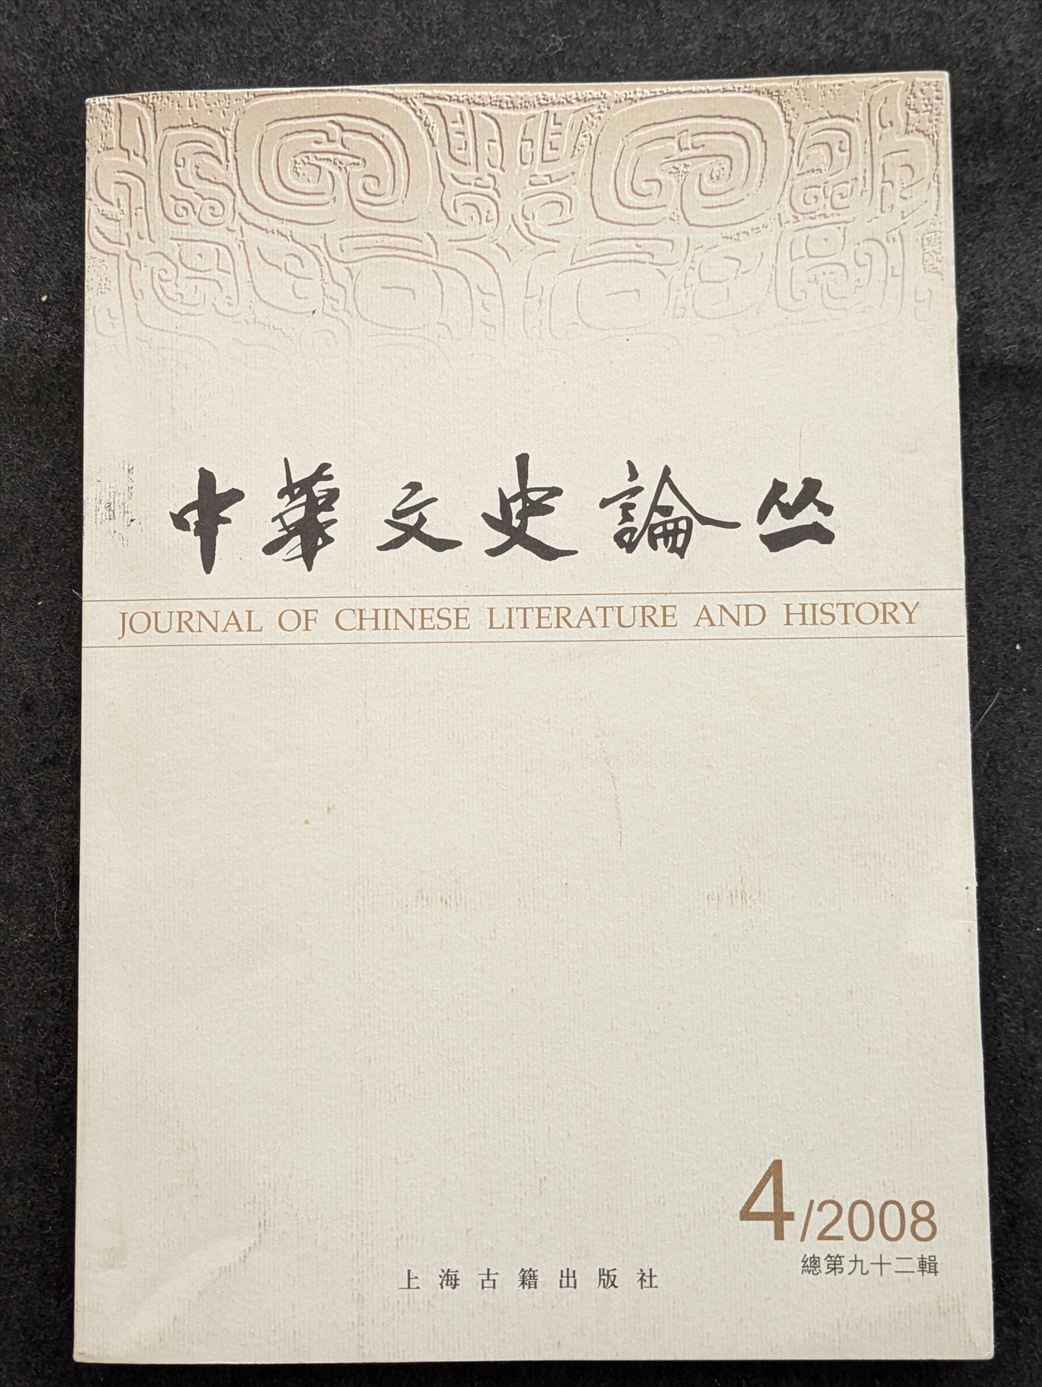 中華文史論丛
JOURNAL OF CHINESE LITERATURE AND HISTORY
4/2008
總第九十二輯
上海古籍出版社